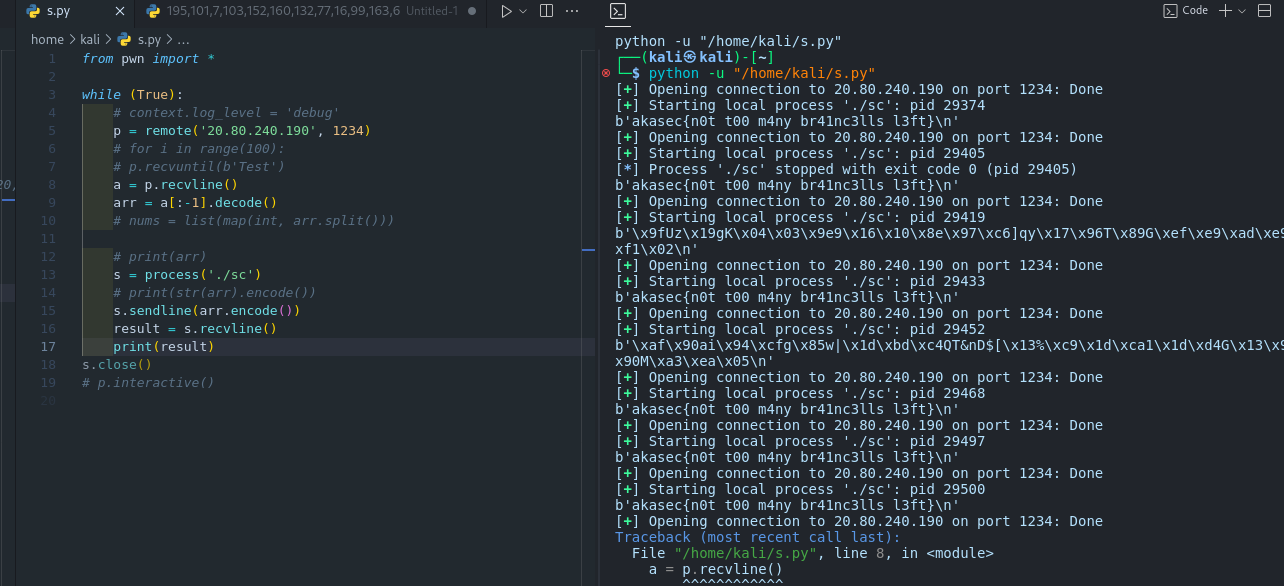 s.py × 195,101,7,103,152,160,132,77,16,99,163,6 Untitled-1 ●
home > kali > s.py > ...
1 from pwn import *
2
3 while (True):
4 # context.log_level = 'debug'
5 p = remote('20.80.240.190', 1234)
6 # for i in range(100):
7 # p.recvuntil(b'Test')
8 a = p.recvline()
9 arr = a[:-1].decode()
10 # nums = list(map(int, arr.split()))
11
12 # print(arr)
13 s = process('./sc')
14 # print(str(arr).encode())
15 s.sendline(arr.encode())
16 result = s.recvline()
17 print(result)
18 s.close()
19 # p.interactive()
20
20,
Code
python -u "/home/kali/s.py"
┌──(kali㉿kali)-[~]
└─$ python -u "/home/kali/s.py"
[+] Opening connection to 20.80.240.190 on port 1234: Done
[+] Starting local process './sc': pid 29374
b'akasec{n0t t00 m4ny br41nc3lls l3ft}\n'
[+] Opening connection to 20.80.240.190 on port 1234: Done
[+] Starting local process './sc': pid 29405
[*] Process './sc' stopped with exit code 0 (pid 29405)
b'akasec{n0t t00 m4ny br41nc3lls l3ft}\n'
[+] Opening connection to 20.80.240.190 on port 1234: Done
[+] Starting local process './sc': pid 29419
b'\x9fUz\x19gK\x04\x03\x9e9\x16\x10\x8e\x97\xc6]qy\x17\x96T\x89G\xef\xe9\xad\xe9
xf1\x02\n'
[+] Opening connection to 20.80.240.190 on port 1234: Done
[+] Starting local process './sc': pid 29433
b'akasec{n0t t00 m4ny br41nc3lls l3ft}\n'
[+] Opening connection to 20.80.240.190 on port 1234: Done
[+] Starting local process './sc': pid 29452
b'\xaf\x90ai\x94\xcfg\x85w|\x1d\xbd\xc4QT&nD$[\x13%\xc9\x1d\xca1\x1d\xd4G\x13\x9
x90M\xa3\xea\x05\n'
[+] Opening connection to 20.80.240.190 on port 1234: Done
[+] Starting local process './sc': pid 29468
b'akasec{n0t t00 m4ny br41nc3lls l3ft}\n'
[+] Opening connection to 20.80.240.190 on port 1234: Done
[+] Starting local process './sc': pid 29497
b'akasec{n0t t00 m4ny br41nc3lls l3ft}\n'
[+] Opening connection to 20.80.240.190 on port 1234: Done
[+] Starting local process './sc': pid 29500
b'akasec{n0t t00 m4ny br41nc3lls l3ft}\n'
[+] Opening connection to 20.80.240.190 on port 1234: Done
Traceback (most recent call last):
File "/home/kali/s.py", line 8, in <module>
a = p.recvline()
^^^^^^^^^^^^